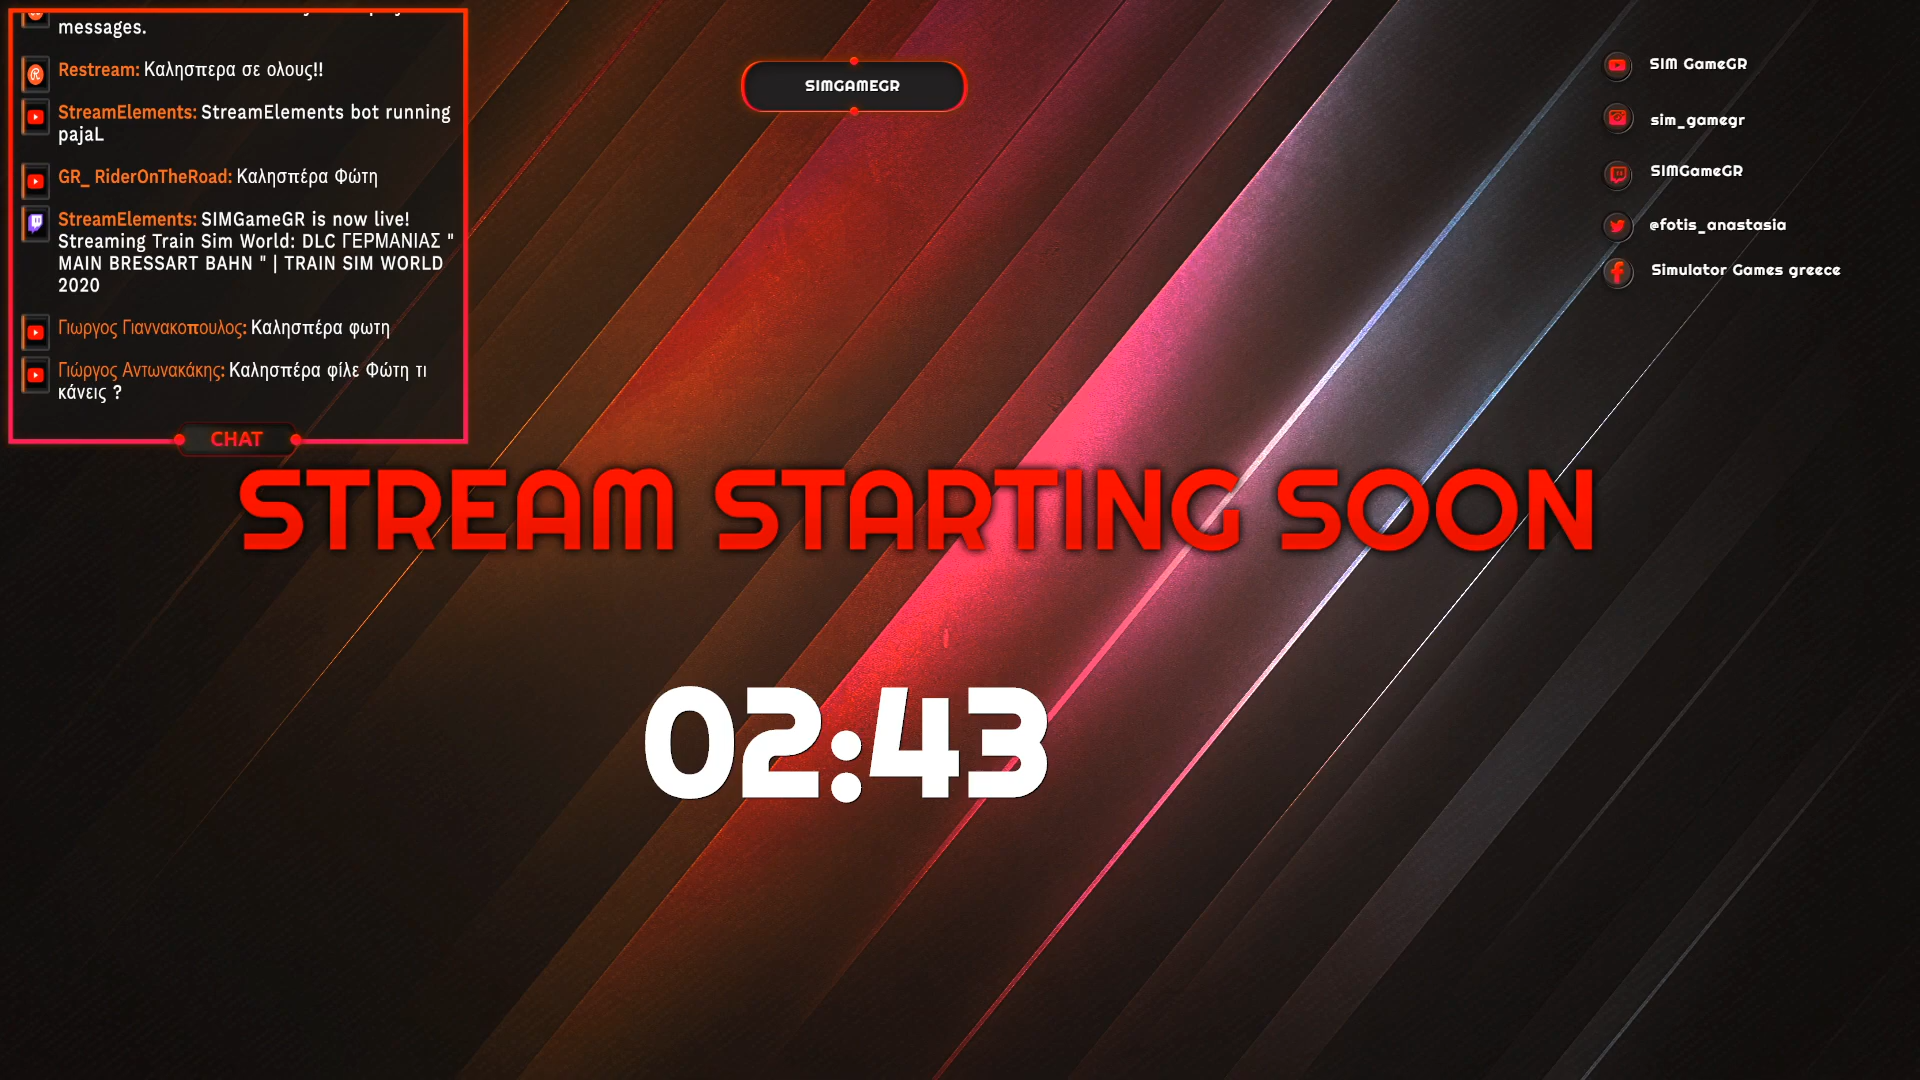 messages.
Restream: Καλησπερα σε ολους!!
StreamElements: StreamElements bot running
pajaL
GR_ RiderOnTheRoad: Καλησπέρα Φώτη
StreamElements: SIMGameGR is now live!
Streaming Train Sim World: DLC ΓΕΡΜΑΝΙΑΣ "
MAIN BRESSART BAHN " | TRAIN SIM WORLD
2020
Γιωργος Γιαννακοπουλος: Καλησπέρα φωτη
Γιώργος Αντωνακάκης: Καλησπέρα φίλε Φώτη τι
κάνεις ?
CHAT
SIMGAMEGR
SIM GameGR
sim_gamegr
SIMGameGR
@fotis_anastasia
Simulator Games greece
STREAM STARTING SOON
02:43